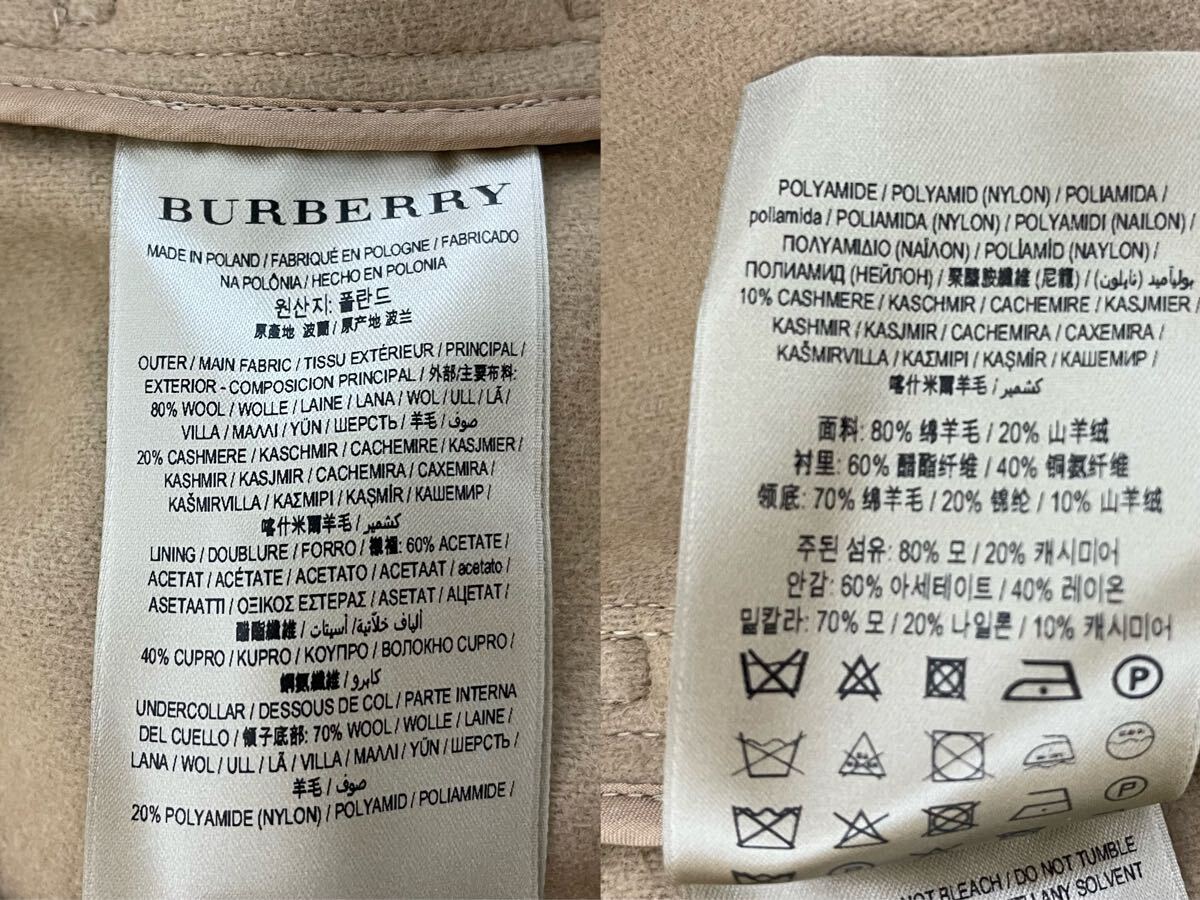 BURBERRY
MADE IN POLAND / FABRIQUÉ EN POLOGNE / FABRICADO
NA POLÔNIA / HECHO EN POLONIA
원산지: 폴란드
原產地 波蘭 / 原产地 波兰
OUTER / MAIN FABRIC / TISSU EXTÉRIEUR / PRINCIPAL /
EXTERIOR - COMPOSICION PRINCIPAL / 外部/主要布料:
80% WOOL / WOLLE / LAINE / LANA / WOL / ULL / LÃ /
VILLA / ΜΑΛΛΙ / YÜN / ШЕРСТЬ / 羊毛 / صوف /
20% CASHMERE / KASCHMIR / CACHEMIRE / KASJMIER /
KASHMIR / KASJMIR / CACHEMIRA / CAXEMIRA /
KAŠMIRVILLA / ΚΑΣΜΙΡΙ / KAŞMİR / КАШЕМИР /
喀什米爾羊毛 / كشمير /
LINING / DOUBLURE / FORRO / 襯裡: 60% ACETATE /
ACETAT / ACÉTATE / ACETATO / ACETAAT / acetato /
ASETAATTI / ΟΞΙΚΟΣ ΕΣΤΕΡΑΣ / ASETAT / АЦЕТАТ /
醋酯纖維 / ألياف خلاّتية / أسيتات /
40% CUPRO / KUPRO / ΚΟΥΠΡΟ / ВОЛОКНО CUPRO /
銅氨纖維 / كابرو /
UNDERCOLLAR / DESSOUS DE COL / PARTE INTERNA
DEL CUELLO / 領子底部: 70% WOOL / WOLLE / LAINE /
LANA / WOL / ULL / LÃ / VILLA / ΜΑΛΛΙ / YÜN / ШЕРСТЬ /
羊毛 / صوف /
20% POLYAMIDE (NYLON) / POLYAMID / POLIAMMIDE /
POLYAMIDE / POLYAMID (NYLON) / POLIAMIDA /
poliamida / POLIAMIDA (NYLON) / POLYAMIDI (NAILON) /
ΠΟΛΥΑΜΙΔΙΟ (ΝΑΪΛΟΝ) / POLİAMİD (NAYLON) /
ПОЛИАМИД (НЕЙЛОН) / 聚醯胺纖維 (尼龍) / بوليأميد (نايلون) /
10% CASHMERE / KASCHMIR / CACHEMIRE / KASJMIER /
KASHMIR / KASJMIR / CACHEMIRA / CAXEMIRA /
KAŠMIRVILLA / ΚΑΣΜΙΡΙ / KAŞMİR / КАШЕМИР /
喀什米爾羊毛 / كشمير /
面料: 80% 绵羊毛 / 20% 山羊绒
衬里: 60% 醋酯纤维 / 40% 铜氨纤维
领底: 70% 绵羊毛 / 20% 锦纶 / 10% 山羊绒
주된 섬유: 80% 모 / 20% 캐시미어
안감: 60% 아세테이트 / 40% 레이온
밑칼라: 70% 모 / 20% 나일론 / 10% 캐시미어
P
NOT BLEACH / DO NOT TUMBLE
ANY SOLVENT